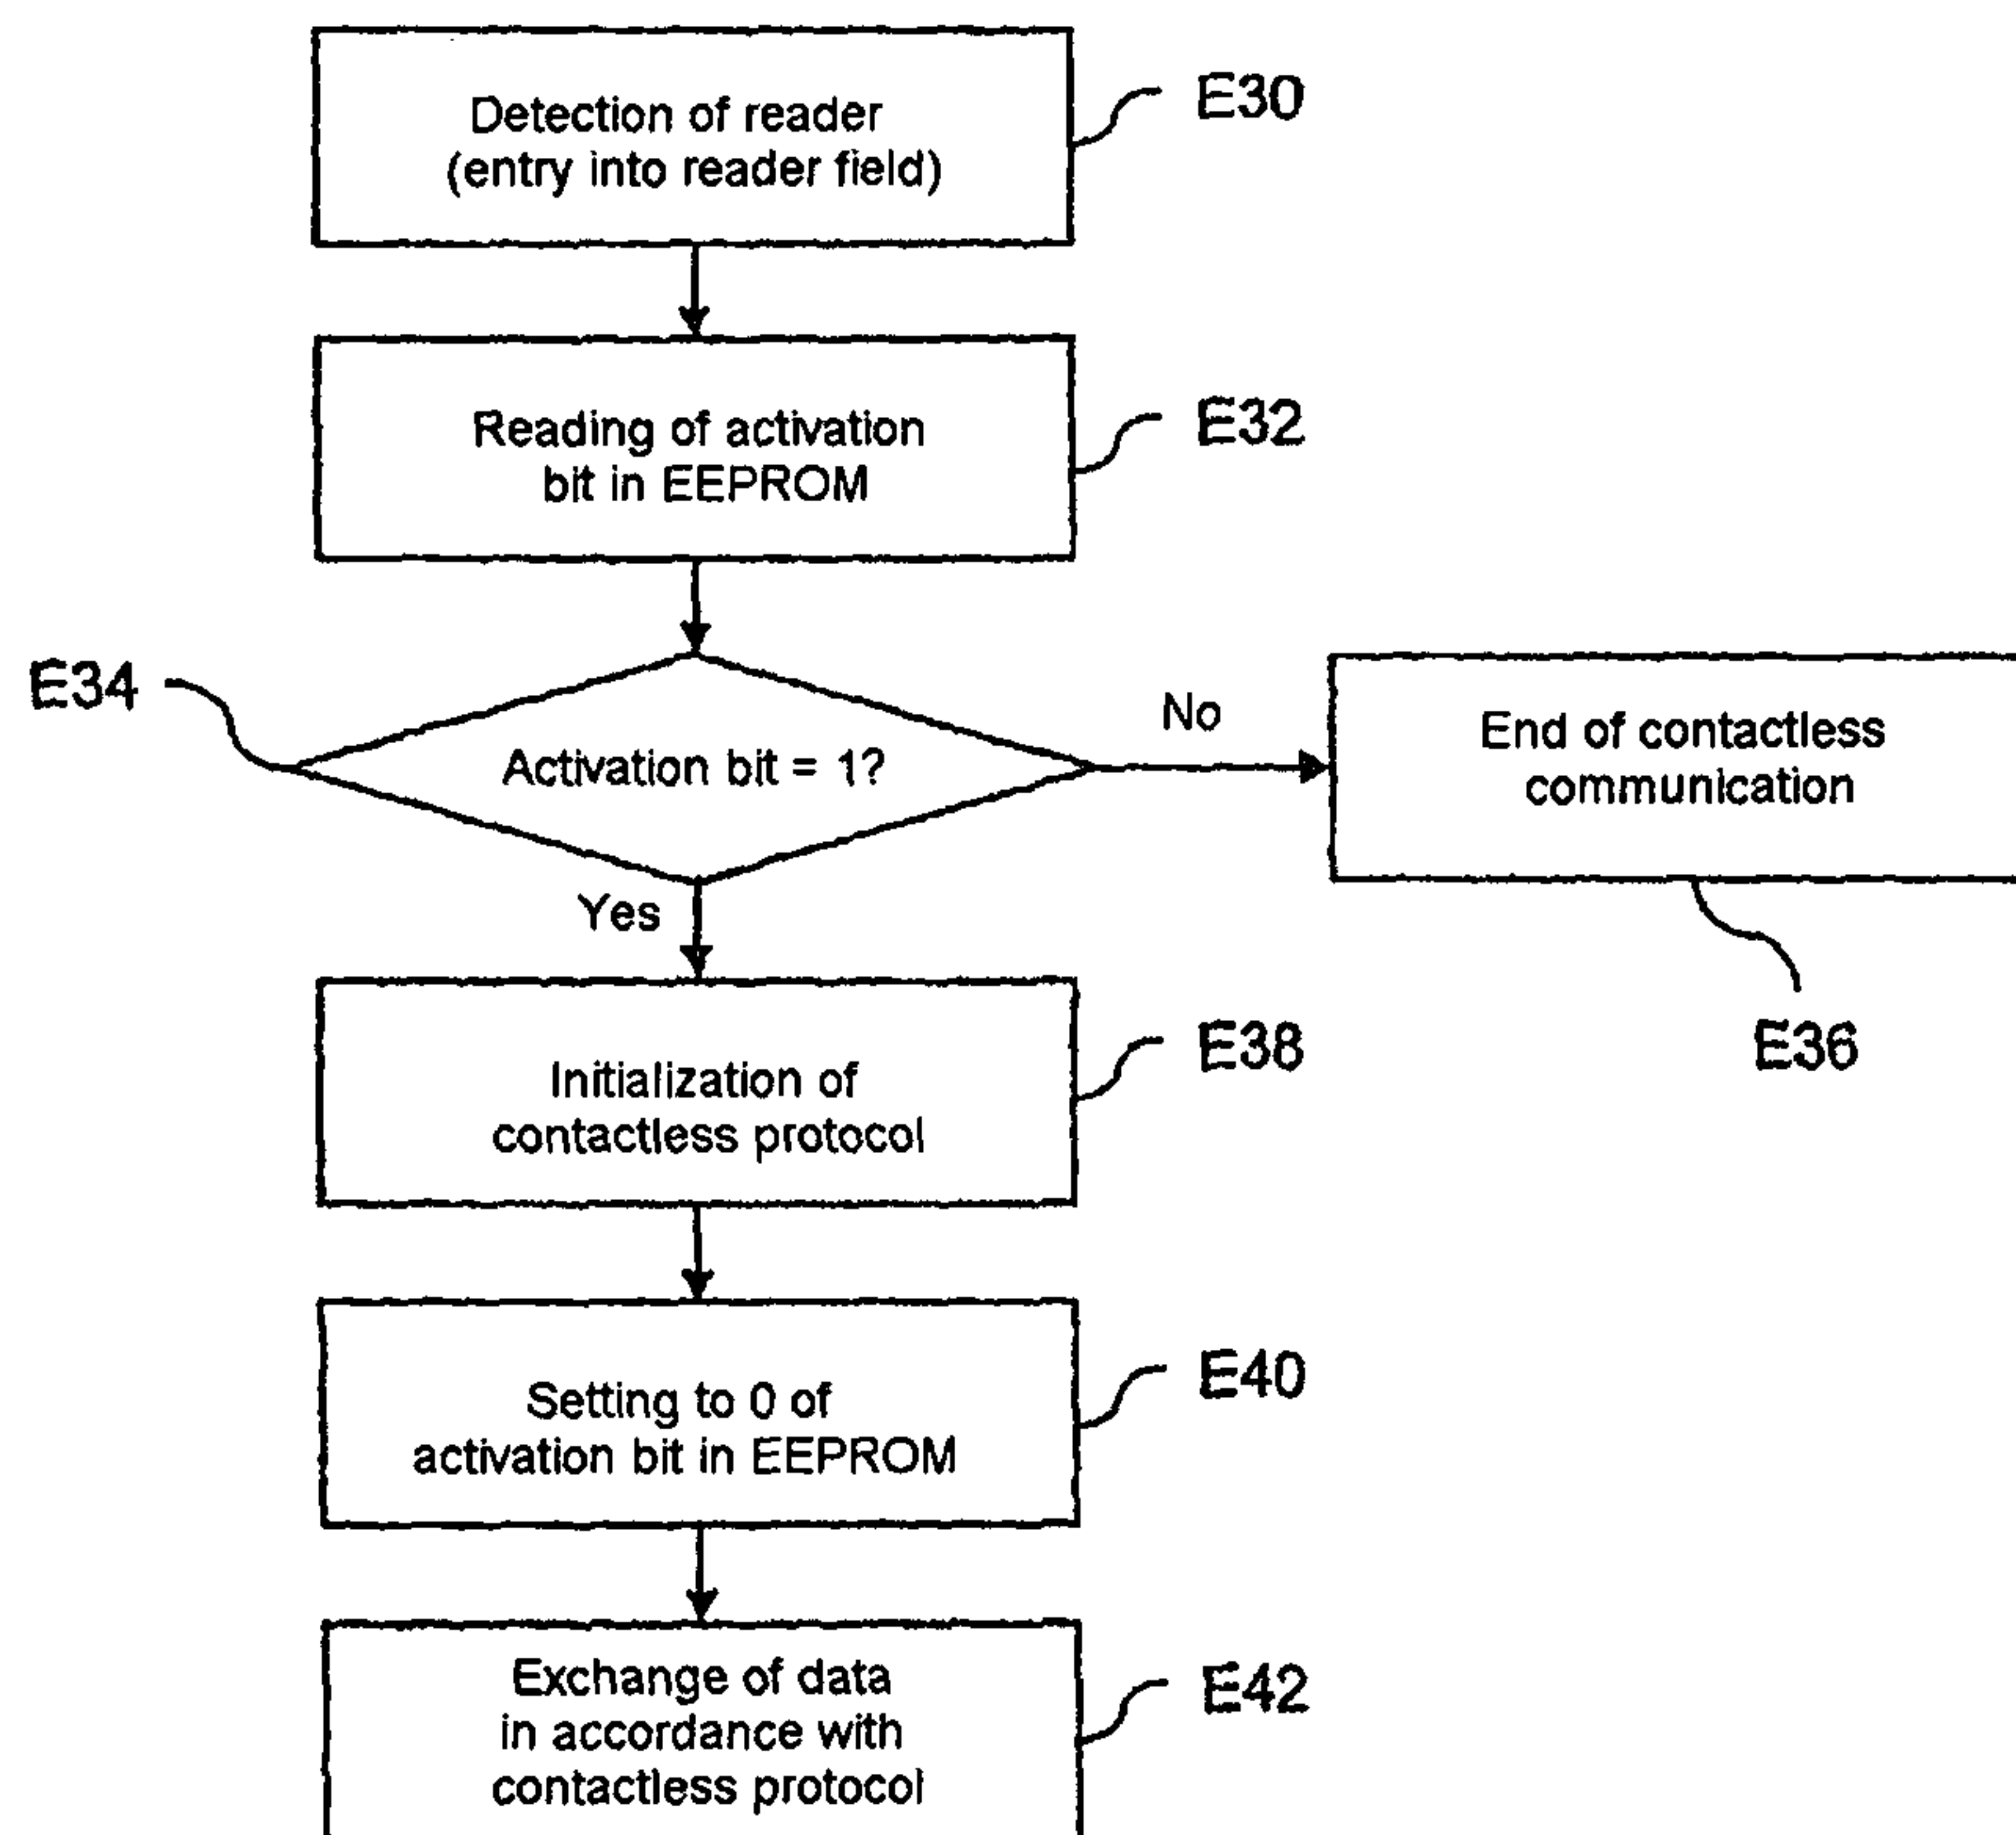 Detection of reader
(entry into reader field)
E30
Reading of activation
bit in EEPROM
E32
E34
Activation bit = 1?
No
End of contactless
communication
E36
Yes
Initialization of
contactless protocol
E38
Setting to 0 of
activation bit in EEPROM
E40
Exchange of data
in accordance with
contactless protocol
E42